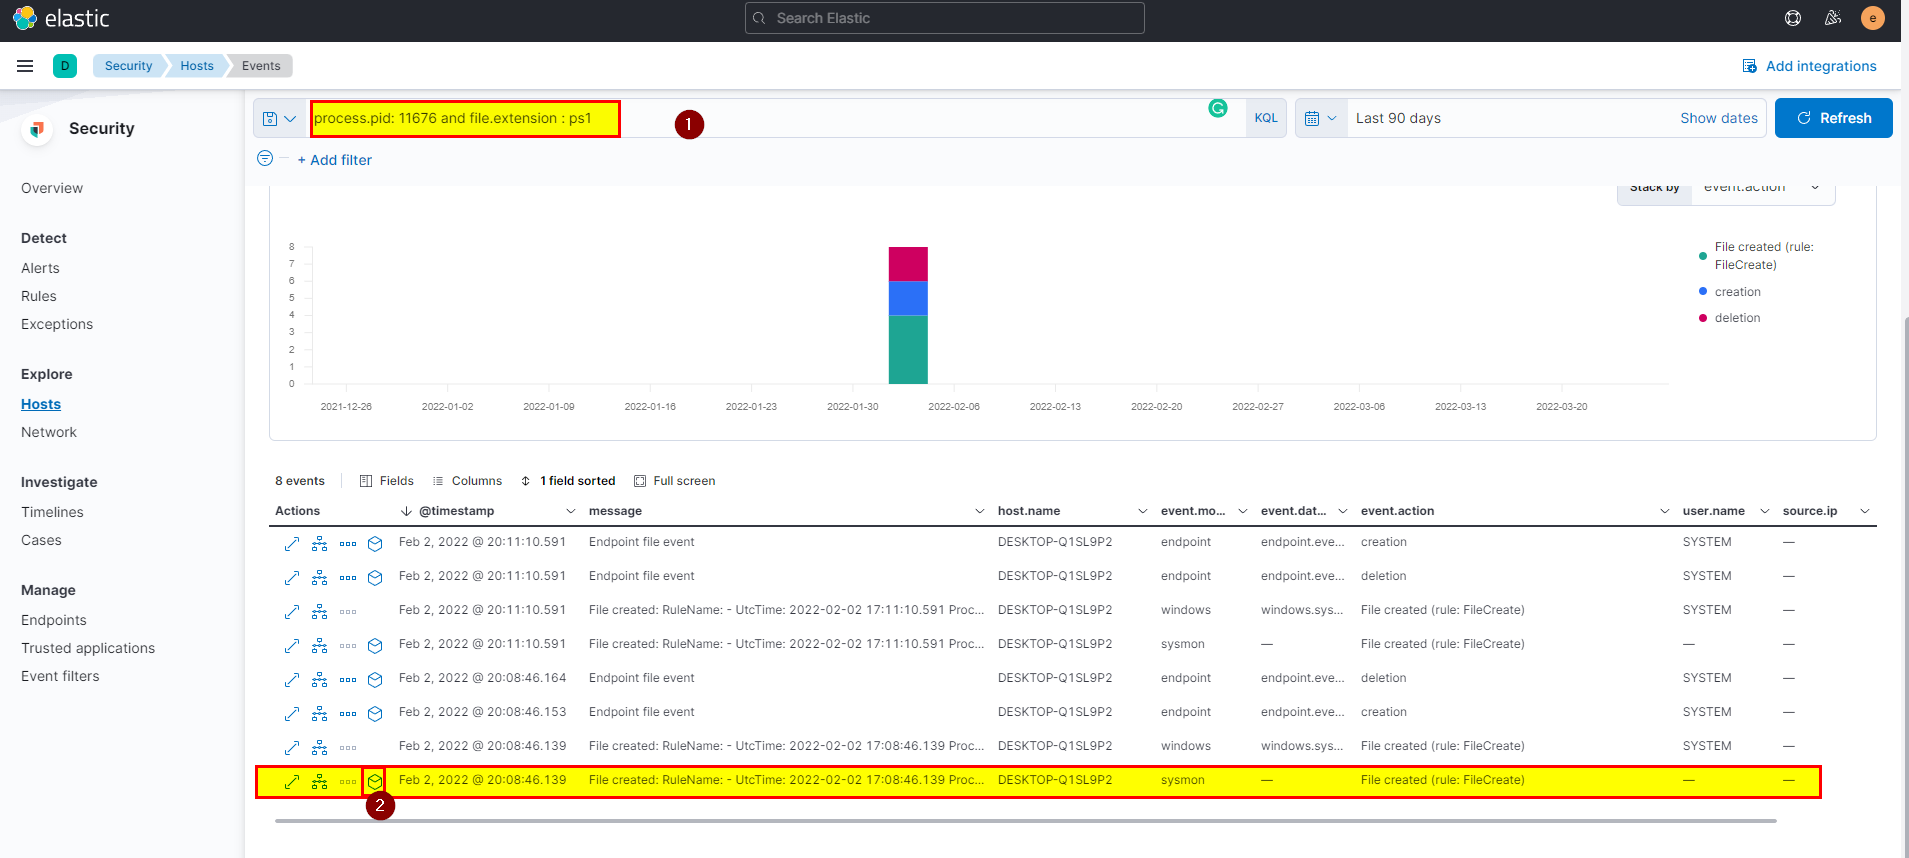 elastic
Search Elastic
e
D
Security
Hosts
Events
Add integrations
Security
process.pid: 11676 and file.extension : ps1
1
KQL
Last 90 days
Show dates
Refresh
+ Add filter
Overview
Detect
Alerts
Rules
Exceptions
Explore
Hosts
Network
Investigate
Timelines
Cases
Manage
Endpoints
Trusted applications
Event filters
Stack by
event.action
8
7
6
5
4
3
2
1
0
2021-12-26
2022-01-02
2022-01-09
2022-01-16
2022-01-23
2022-01-30
2022-02-06
2022-02-13
2022-02-20
2022-02-27
2022-03-06
2022-03-13
2022-03-20
File created (rule:
FileCreate)
creation
deletion
8 events
Fields
Columns
1 field sorted
Full screen
Actions @timestamp message host.name event.mo... event.dat... event.action user.name source.ip
Feb 2, 2022 @ 20:11:10.591 Endpoint file event DESKTOP-Q1SL9P2 endpoint endpoint.eve... creation SYSTEM —
Feb 2, 2022 @ 20:11:10.591 Endpoint file event DESKTOP-Q1SL9P2 endpoint endpoint.eve... deletion SYSTEM —
Feb 2, 2022 @ 20:11:10.591 File created: RuleName: - UtcTime: 2022-02-02 17:11:10.591 Proc... DESKTOP-Q1SL9P2 windows windows.sys... File created (rule: FileCreate) SYSTEM —
Feb 2, 2022 @ 20:11:10.591 File created: RuleName: - UtcTime: 2022-02-02 17:11:10.591 Proc... DESKTOP-Q1SL9P2 sysmon — File created (rule: FileCreate) — —
Feb 2, 2022 @ 20:08:46.164 Endpoint file event DESKTOP-Q1SL9P2 endpoint endpoint.eve... deletion SYSTEM —
Feb 2, 2022 @ 20:08:46.153 Endpoint file event DESKTOP-Q1SL9P2 endpoint endpoint.eve... creation SYSTEM —
Feb 2, 2022 @ 20:08:46.139 File created: RuleName: - UtcTime: 2022-02-02 17:08:46.139 Proc... DESKTOP-Q1SL9P2 windows windows.sys... File created (rule: FileCreate) SYSTEM —
Feb 2, 2022 @ 20:08:46.139 File created: RuleName: - UtcTime: 2022-02-02 17:08:46.139 Proc... DESKTOP-Q1SL9P2 sysmon — File created (rule: FileCreate) — —
2